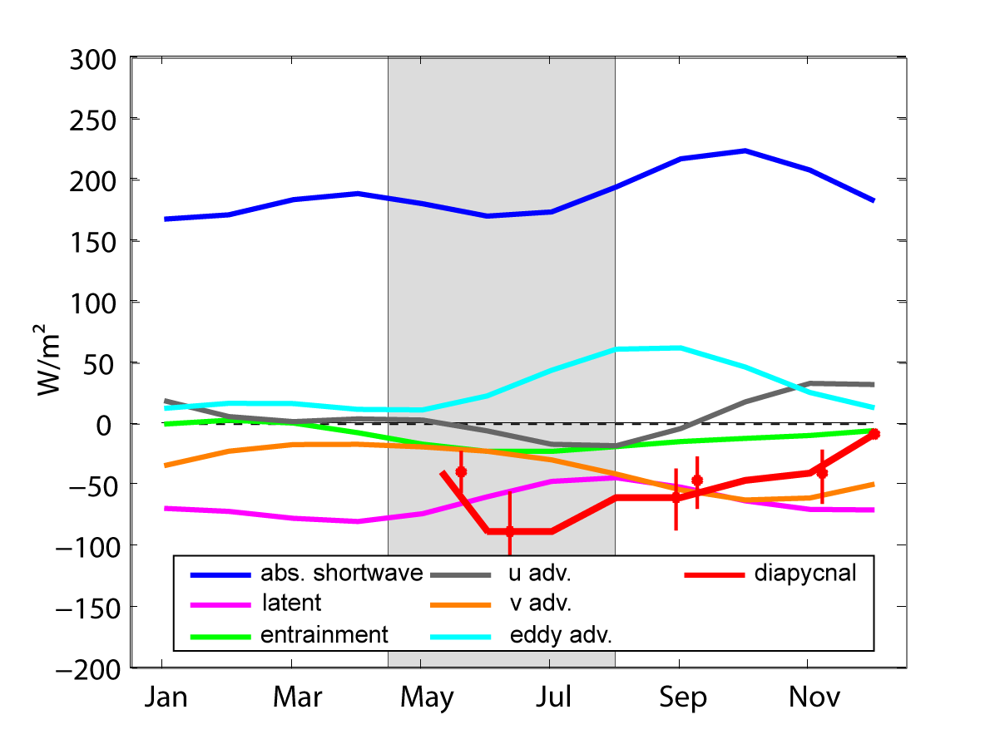 300
250
200
150
100
50
0
−50
−100
−150
−200
W/m²
abs. shortwave u adv. diapycnal
latent v adv.
entrainment eddy adv.
Jan Mar May Jul Sep Nov